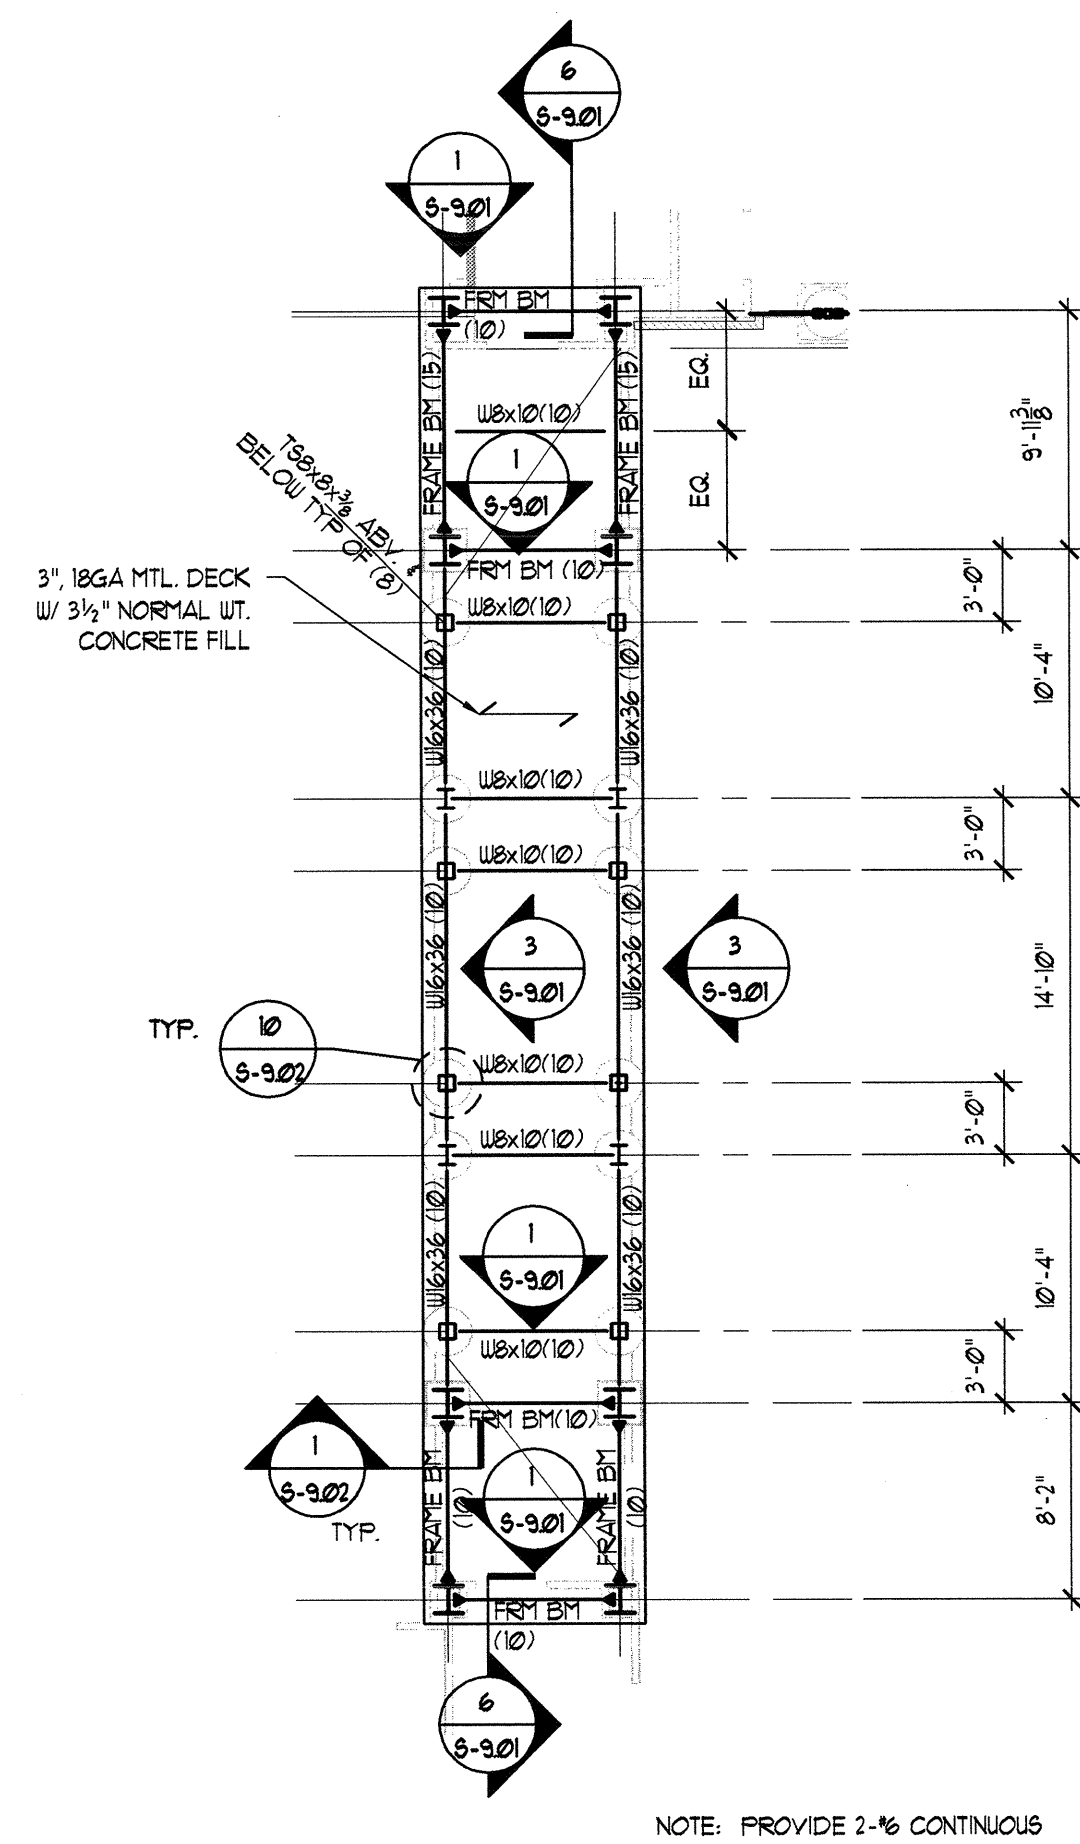 6
S-9.01
1
S-9.01
FRM BM
(10)
FRAME BM (15)
FRAME BM (15)
EQ.
9'-11 3/8"
W8x10(10)
TS8x8x3/8 ABV.
BELOW TYP OF (8)
1
S-9.01
EQ.
FRM BM (10)
3", 18GA MTL. DECK
W/ 3 1/2" NORMAL WT.
CONCRETE FILL
W8x10(10)
3'-0"
W16x36 (10)
W16x36 (10)
10'-4"
W8x10(10)
3'-0"
W8x10(10)
W16x36 (10)
W16x36 (10)
3
S-9.01
3
S-9.01
14'-10"
TYP.
10
S-9.02
W8x10(10)
3'-0"
W8x10(10)
W16x36 (10)
W16x36 (10)
1
S-9.01
10'-4"
W8x10(10)
3'-0"
FRM BM(10)
1
S-9.02
TYP.
FRAME BM
(10)
1
S-9.01
FRAME BM
(10)
8'-2"
FRM BM
(10)
6
S-9.01
NOTE: PROVIDE 2-#6 CONTINUOUS